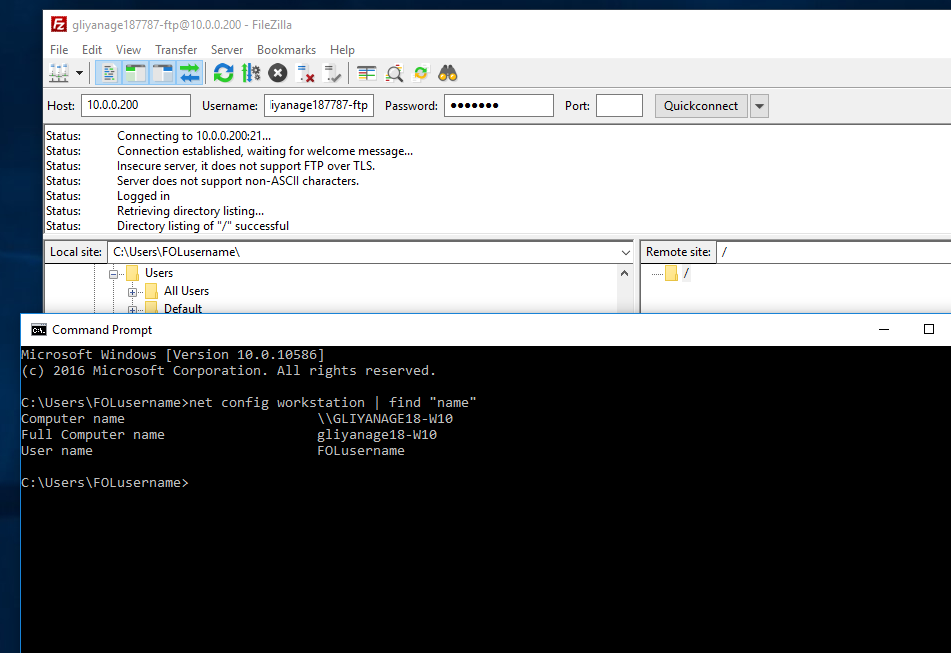 gliyanage187787-ftp@10.0.0.200 - FileZilla
File Edit View Transfer Server Bookmarks Help
Host: 10.0.0.200 Username: iyanage187787-ftp Password: ●●●●●●● Port: Quickconnect
Status: Connecting to 10.0.0.200:21...
Status: Connection established, waiting for welcome message...
Status: Insecure server, it does not support FTP over TLS.
Status: Server does not support non-ASCII characters.
Status: Logged in
Status: Retrieving directory listing...
Status: Directory listing of "/" successful
Local site: C:\Users\FOLusername\ Remote site: /
Users /
All Users
Default
Command Prompt
Microsoft Windows [Version 10.0.10586]
(c) 2016 Microsoft Corporation. All rights reserved.
C:\Users\FOLusername>net config workstation | find "name"
Computer name \\GLIYANAGE18-W10
Full Computer name gliyanage18-W10
User name FOLusername
C:\Users\FOLusername>